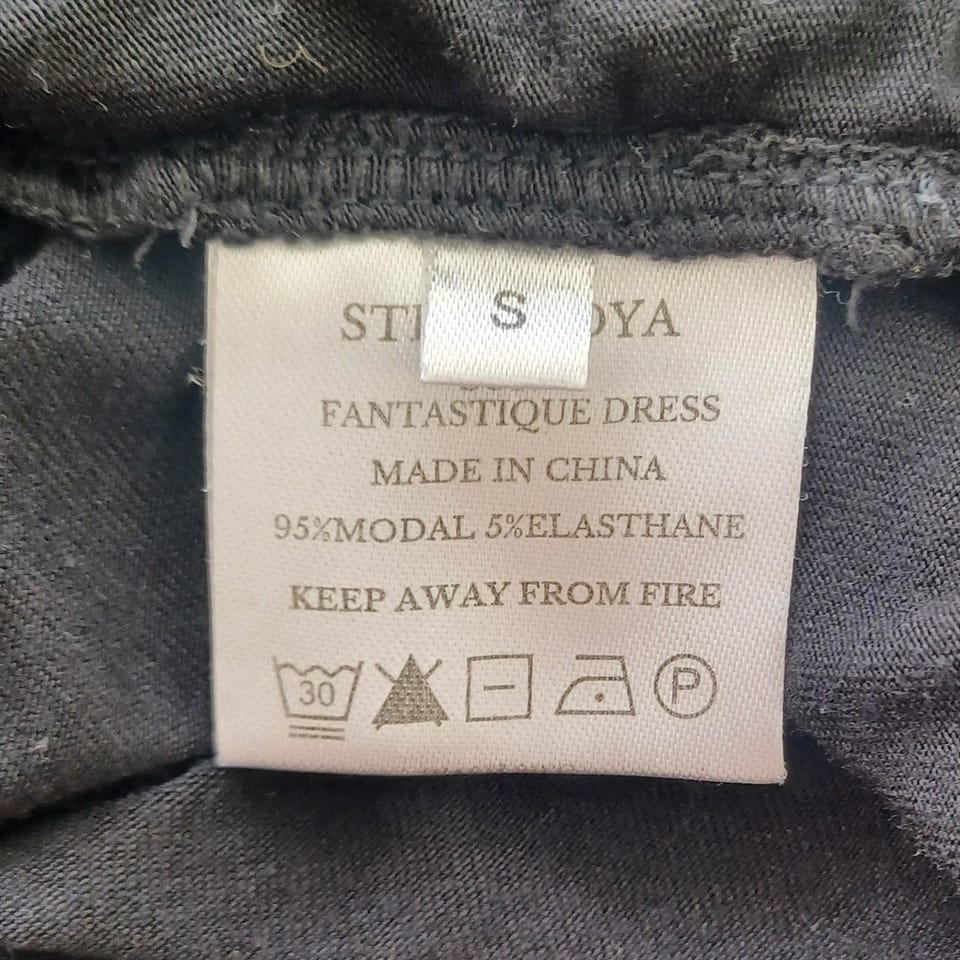 S
FANTASTIQUE DRESS
MADE IN CHINA
95%MODAL 5%ELASTHANE
KEEP AWAY FROM FIRE
30
P